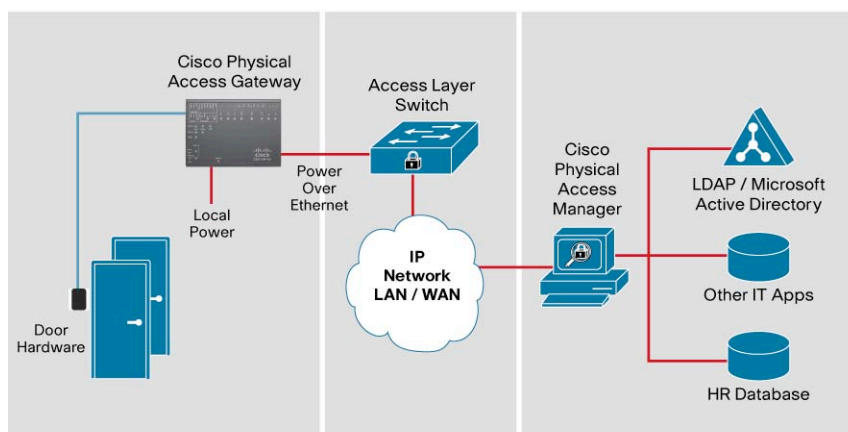 Cisco Physical
Access Gateway
Local
Power
Door
Hardware
Access Layer
Switch
Power
Over
Ethernet
IP
Network
LAN / WAN
Cisco
Physical
Access
Manager
LDAP / Microsoft
Active Directory
Other IT Apps
HR Database